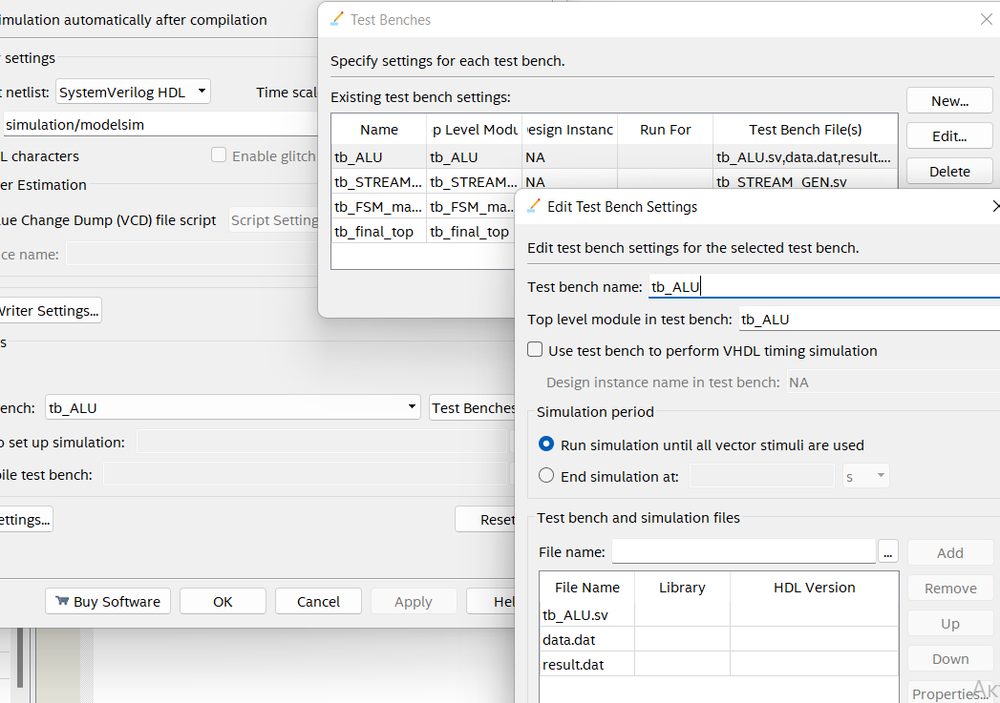 imulation automatically after compilation
r settings
t netlist: SystemVerilog HDL Time scal
simulation/modelsim
L characters Enable glitch
er Estimation
ue Change Dump (VCD) file script Script Setting
ce name:
Writer Settings...
s
ench: tb_ALU Test Benches
o set up simulation:
ile test bench:
ettings... Reset
Buy Software OK Cancel Apply Hel
Test Benches
Specify settings for each test bench.
Existing test bench settings:
Name p Level Modu esign Instanc Run For Test Bench File(s)
tb_ALU tb_ALU NA tb_ALU.sv,data.dat,result....
tb_STREAM... tb_STREAM... NA tb_STREAM_GEN.sv
tb_FSM_ma... tb_FSM_ma...
tb_final_top tb_final_top
New...
Edit...
Delete
Edit Test Bench Settings
Edit test bench settings for the selected test bench.
Test bench name: tb_ALU
Top level module in test bench: tb_ALU
Use test bench to perform VHDL timing simulation
Design instance name in test bench: NA
Simulation period
Run simulation until all vector stimuli are used
End simulation at: s
Test bench and simulation files
File name: ... Add
File Name Library HDL Version
tb_ALU.sv
data.dat
result.dat
Remove
Up
Down
Properties...
Ак